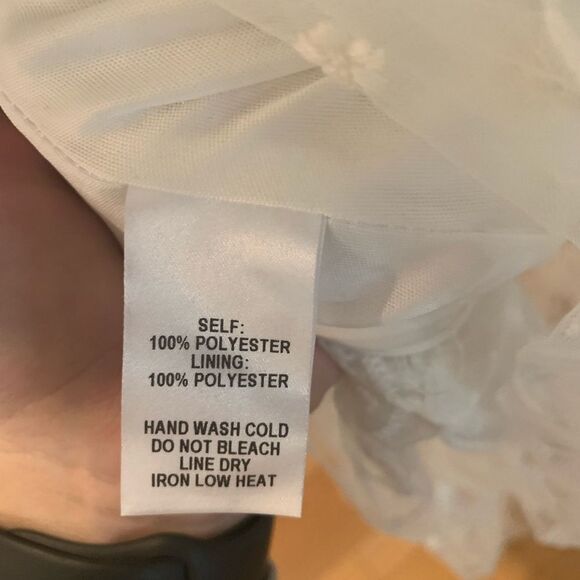 SELF:
100% POLYESTER
LINING:
100% POLYESTER
HAND WASH COLD
DO NOT BLEACH
LINE DRY
IRON LOW HEAT